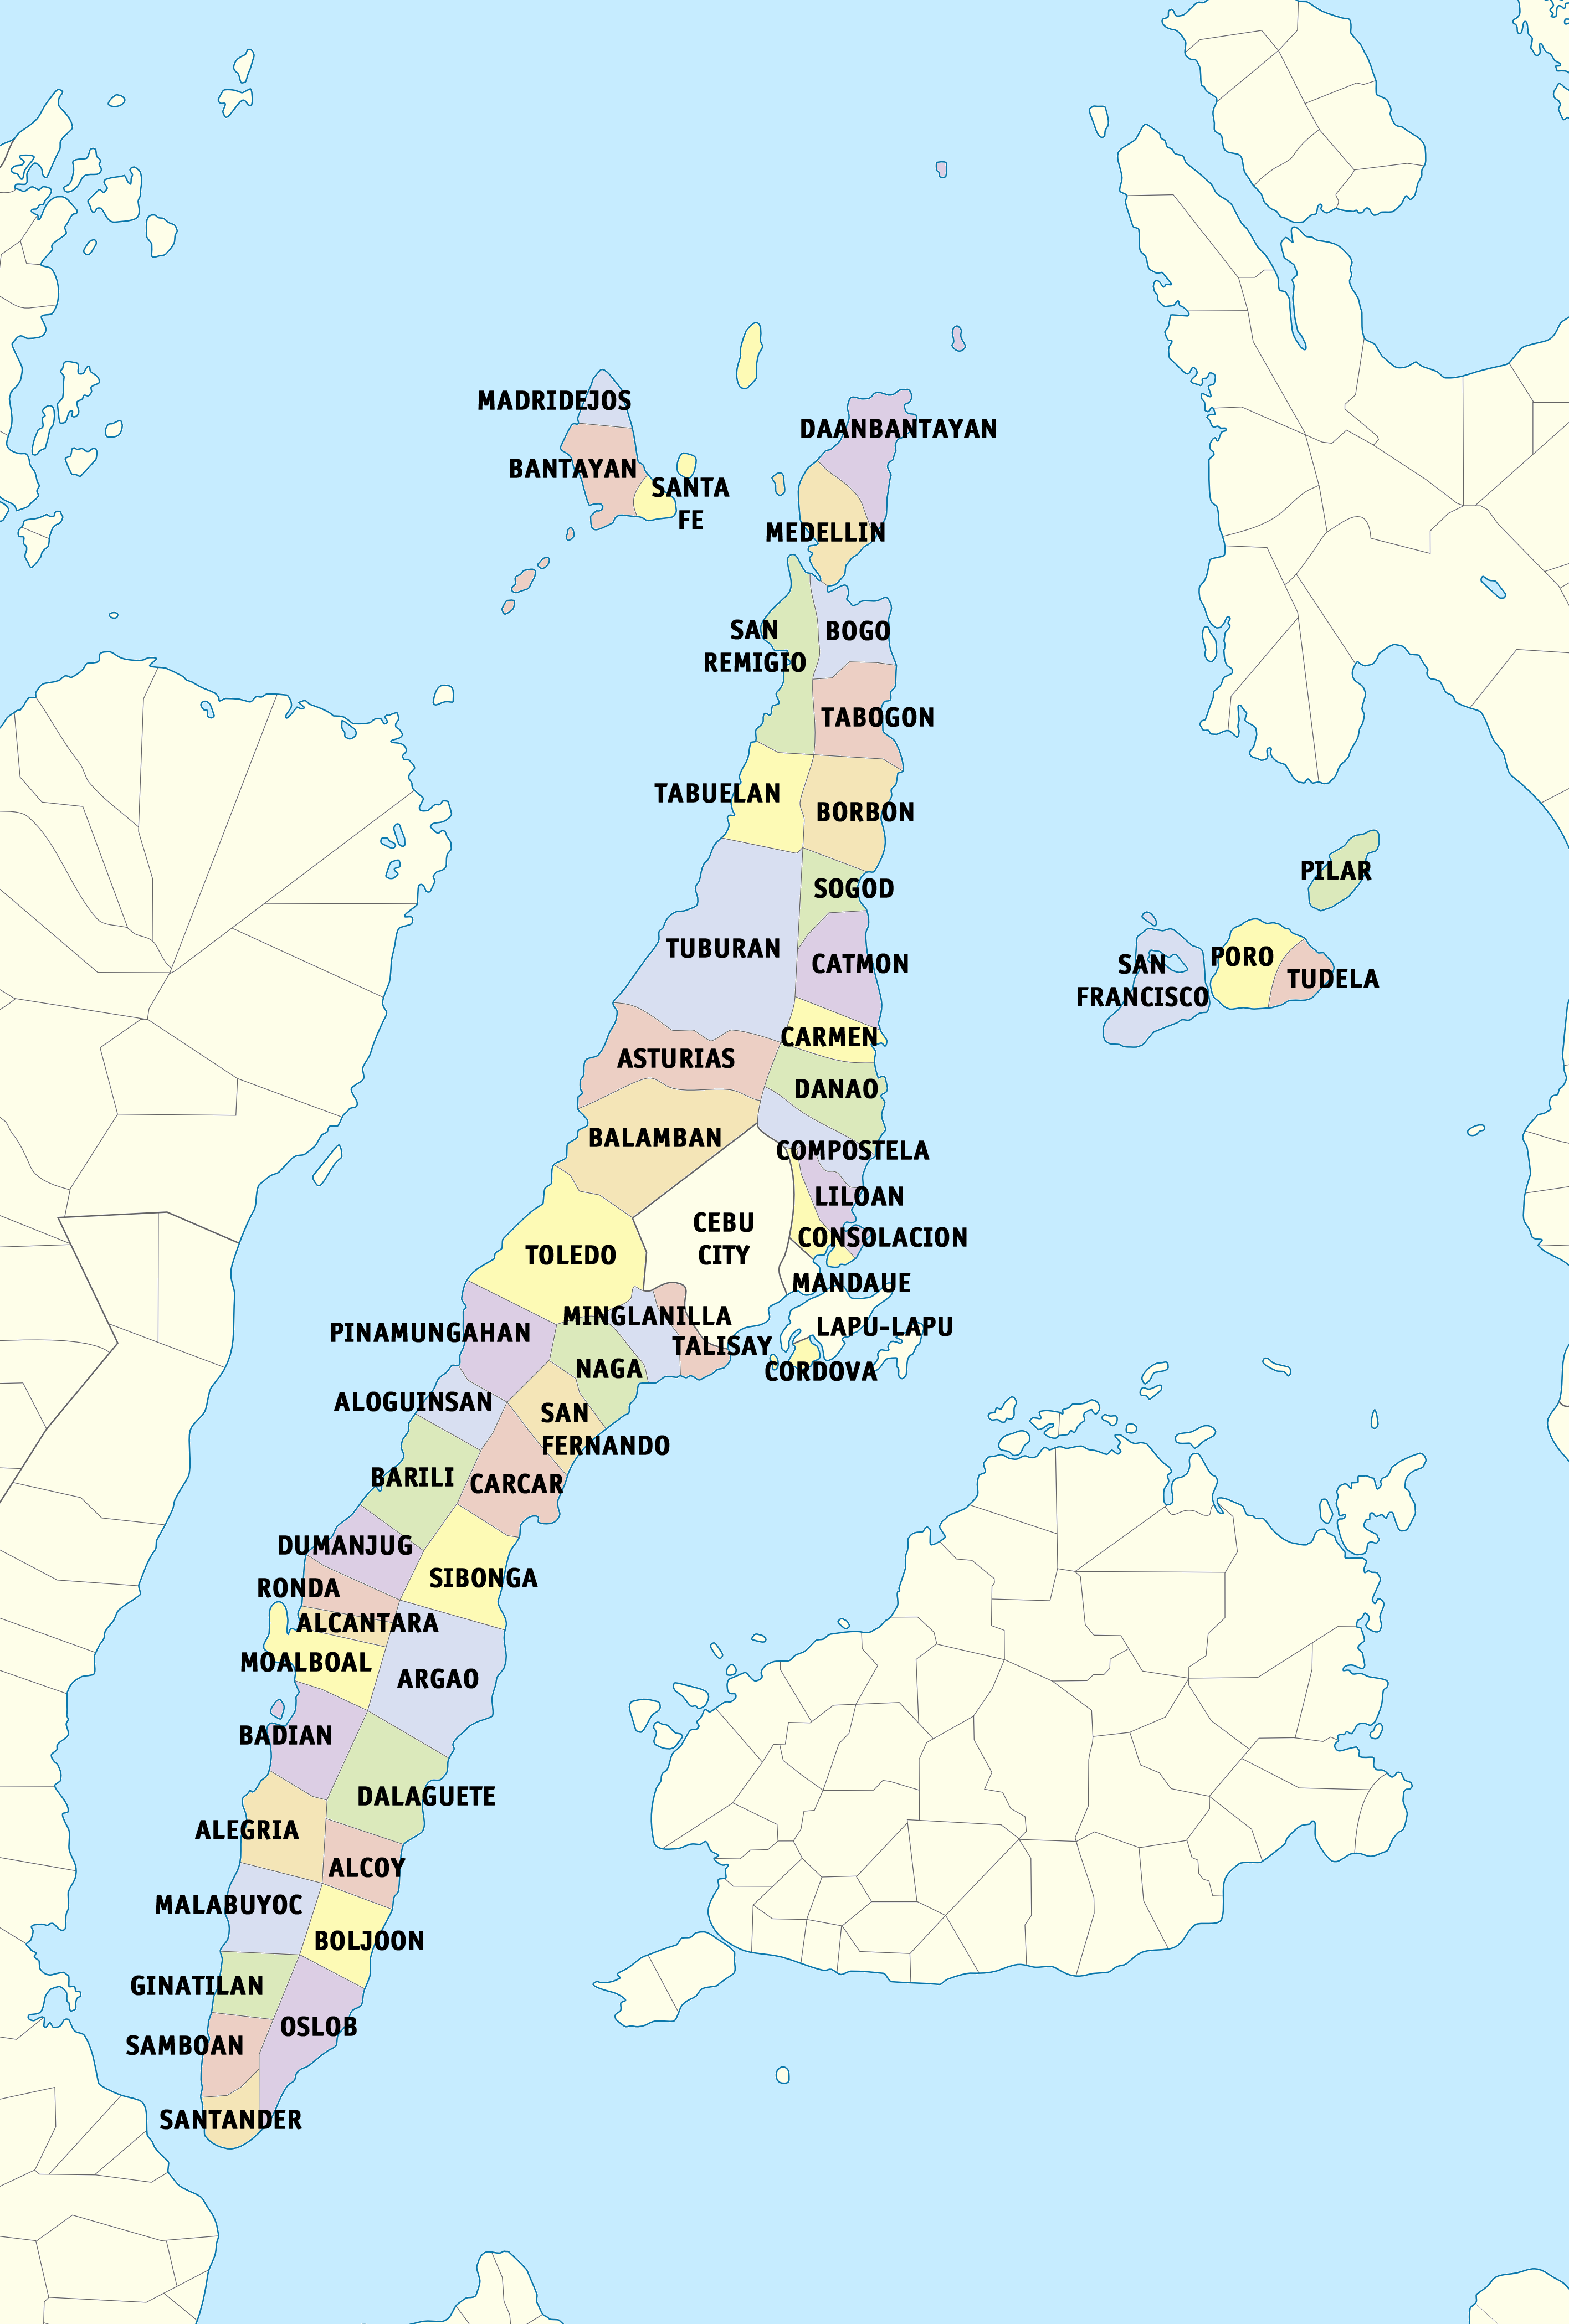 MADRIDEJOS
DAANBANTAYAN
BANTAYAN
SANTA
FE
MEDELLIN
SAN
REMIGIO
BOGO
TABOGON
TABUELAN
BORBON
PILAR
SOGOD
TUBURAN
CATMON
SAN
FRANCISCO
PORO
TUDELA
CARMEN
ASTURIAS
DANAO
BALAMBAN
COMPOSTELA
LILOAN
CEBU
CITY
CONSOLACION
TOLEDO
MANDAUE
MINGLANILLA
LAPU-LAPU
PINAMUNGAHAN
TALISAY
NAGA
CORDOVA
ALOGUINSAN
SAN
FERNANDO
BARILI
CARCAR
DUMANJUG
SIBONGA
RONDA
ALCANTARA
MOALBOAL
ARGAO
BADIAN
DALAGUETE
ALEGRIA
ALCOY
MALABUYOC
BOLJOON
GINATILAN
OSLOB
SAMBOAN
SANTANDER